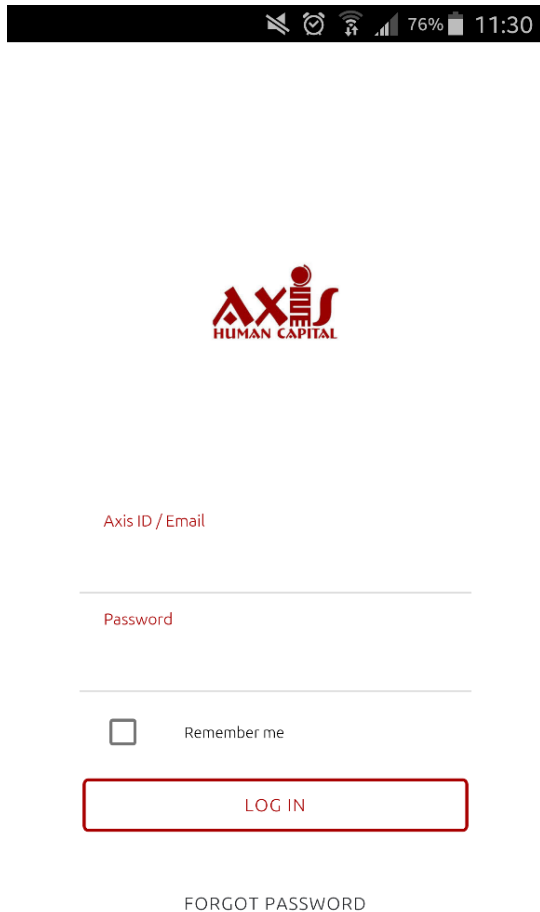 76% 11:30
AXIS
HUMAN CAPITAL
Axis ID / Email
Password
Remember me
LOG IN
FORGOT PASSWORD